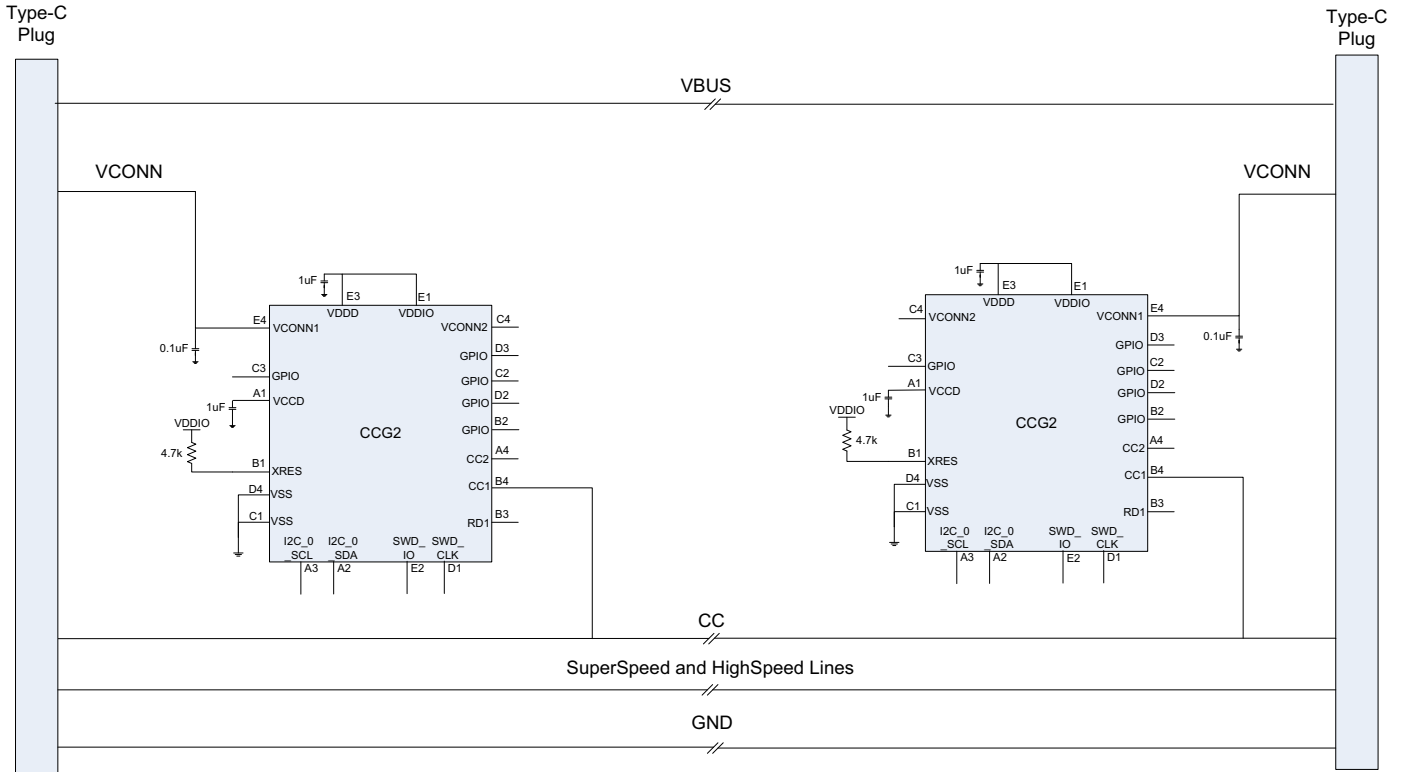 Type-C
Plug
Type-C
Plug
VBUS
VCONN
VCONN
1uF
E3
E1
VDDD
VDDIO
E4
VCONN1
VCONN2
C4
0.1uF
GPIO
D3
C3
GPIO
GPIO
C2
A1
VCCD
1uF
GPIO
D2
VDDIO
4.7k
CCG2
GPIO
B2
CC2
A4
B1
XRES
CC1
B4
D4
VSS
C1
VSS
RD1
B3
I2C_0
_SCL
I2C_0
_SDA
SWD_
IO
SWD_
CLK
A3
A2
E2
D1
1uF
E3
E1
VDDD
VDDIO
C4
VCONN2
VCONN1
E4
0.1uF
GPIO
D3
C3
GPIO
GPIO
C2
A1
VCCD
1uF
GPIO
D2
VDDIO
4.7k
CCG2
GPIO
B2
CC2
A4
B1
XRES
CC1
B4
D4
VSS
C1
VSS
RD1
B3
I2C_0
_SCL
I2C_0
_SDA
SWD_
IO
SWD_
CLK
A3
A2
E2
D1
CC
SuperSpeed and HighSpeed Lines
GND